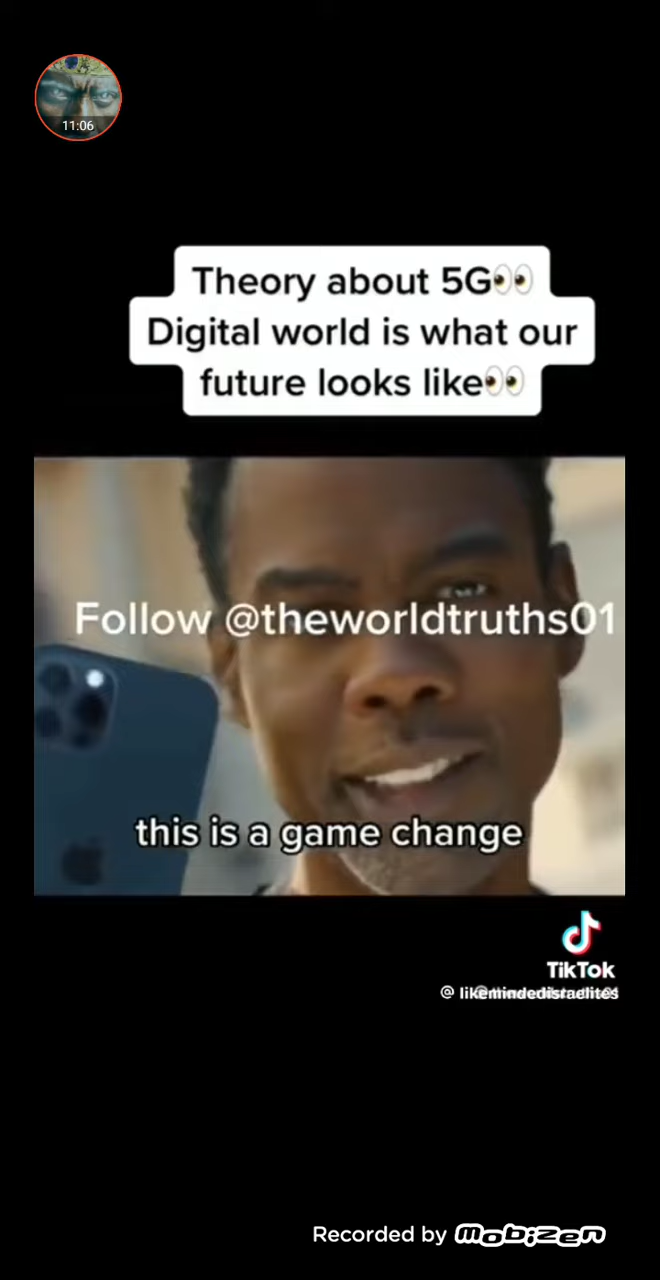 11:06
Theory about 5G👀
Digital world is what our
future looks like👀
Follow @theworldtruths01
this is a game change
TikTok
@ likemindedisraelites
Recorded by mobizen